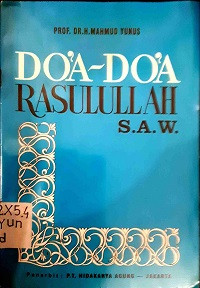 PROF. DR. H. MAHMUD YUNUS
DO'A-DO'A
RASULULLAH
S.A.W.
2X5.4
Yun
d
Penerbit : P.T. HIDAKARYA AGUNG — JAKARTA